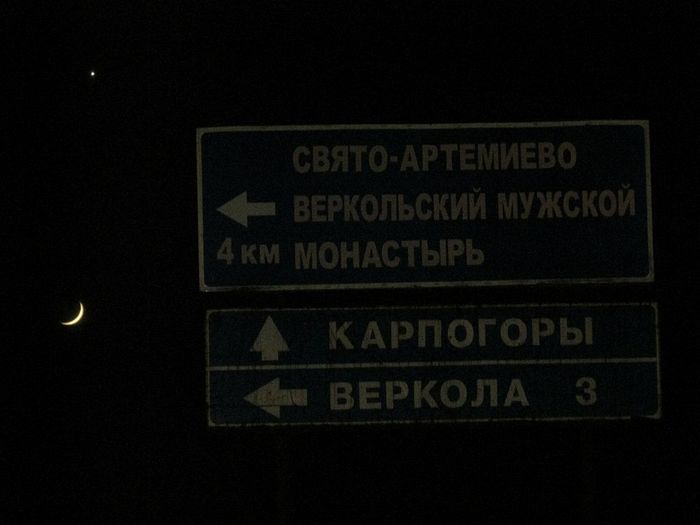 СВЯТО-АРТЕМИЕВО
ВЕРКОЛЬСКИЙ МУЖСКОЙ
4 КМ МОНАСТЫРЬ
КАРПОГОРЫ
ВЕРКОЛА 3